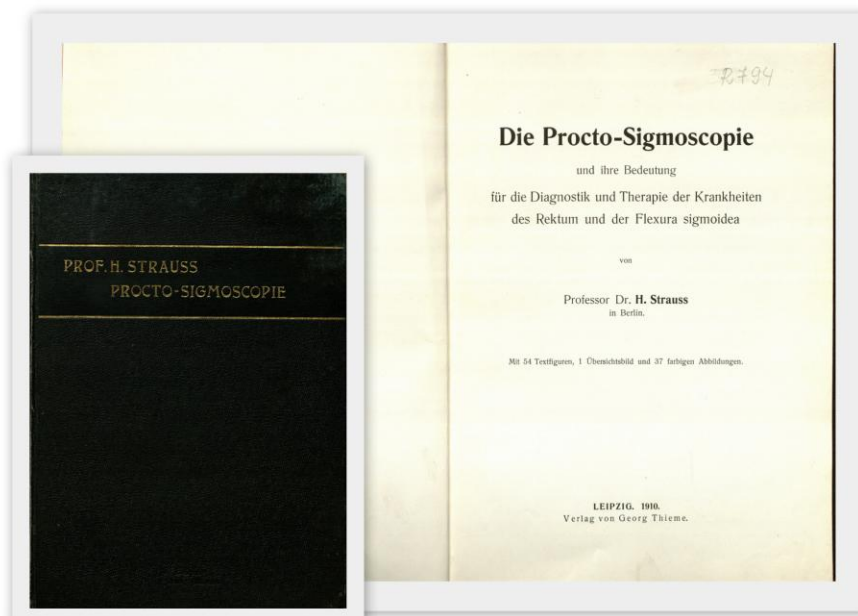 PROF. H. STRAUSS
PROCTO-SIGMOSCOPIE
R794
Die Procto-Sigmoscopie
und ihre Bedeutung
für die Diagnostik und Therapie der Krankheiten
des Rektum und der Flexura sigmoidea
von
Professor Dr. H. Strauss
in Berlin.
Mit 54 Textfiguren, 1 Übersichtsbild und 37 farbigen Abbildungen.
LEIPZIG. 1910.
Verlag von Georg Thieme.